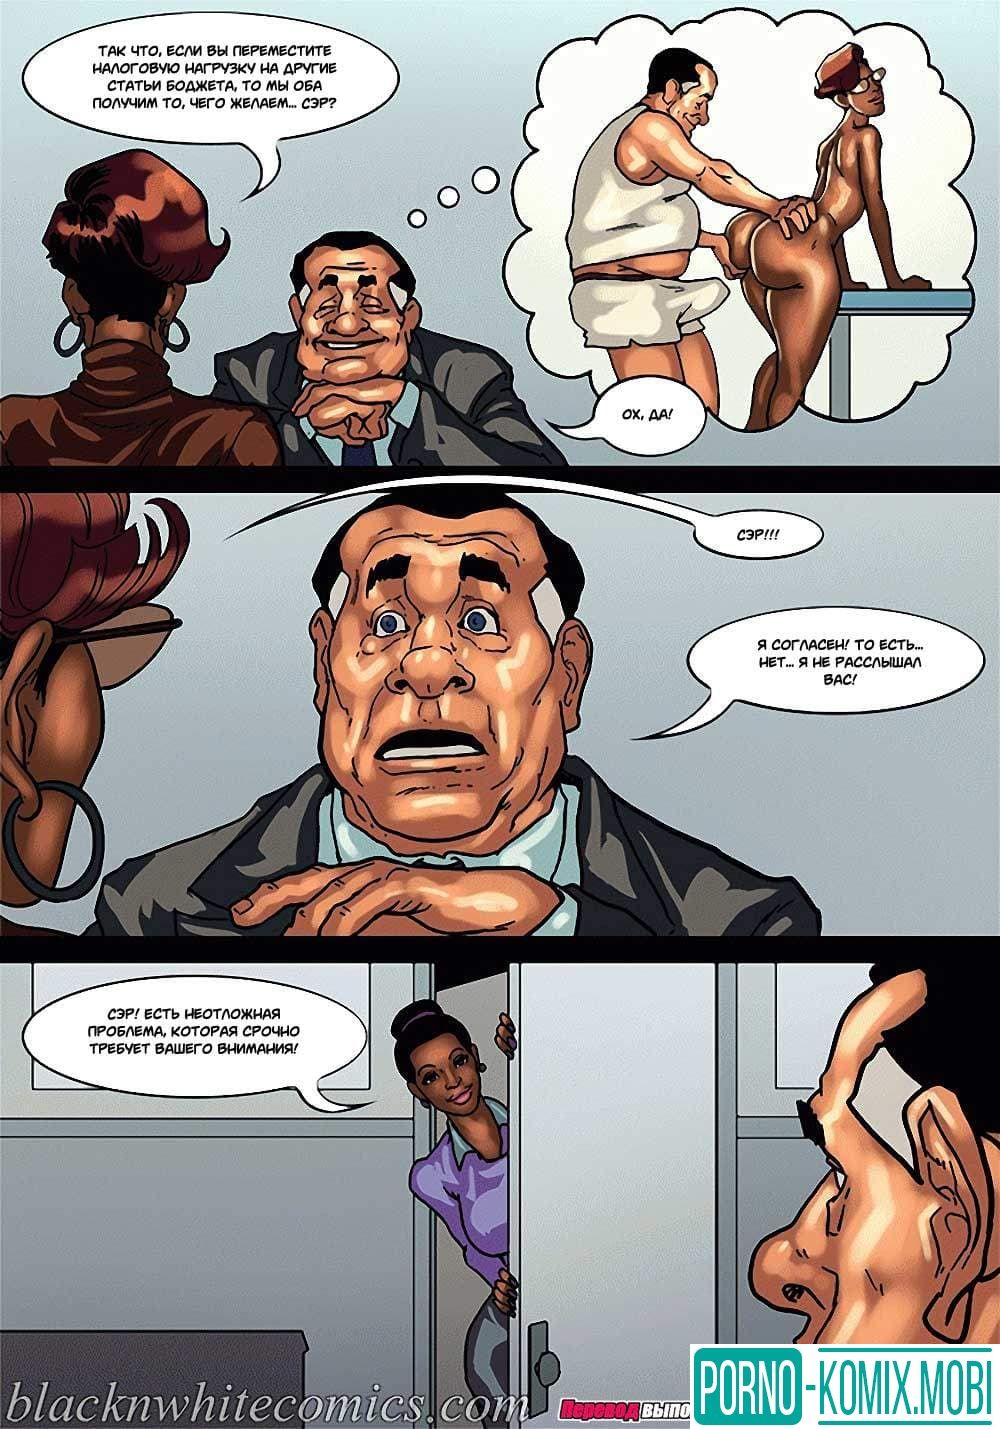 ТАК ЧТО, ЕСЛИ ВЫ ПЕРЕМЕСТИТЕ
НАЛОГОВУЮ НАГРУЗКУ НА ДРУГИЕ
СТАТЬИ БЮДЖЕТА, ТО МЫ ОБА
ПОЛУЧИМ ТО, ЧЕГО ЖЕЛАЕМ... СЭР?
ОХ, ДА!
СЭР!!!
Я СОГЛАСЕН! ТО ЕСТЬ...
НЕТ... Я НЕ РАССЛЫШАЛ
ВАС!
СЭР! ЕСТЬ НЕОТЛОЖНАЯ
ПРОБЛЕМА, КОТОРАЯ СРОЧНО
ТРЕБУЕТ ВАШЕГО ВНИМАНИЯ!
blacknwhitecomics.com
Перевод
PORNO-KOMIX.MOBI